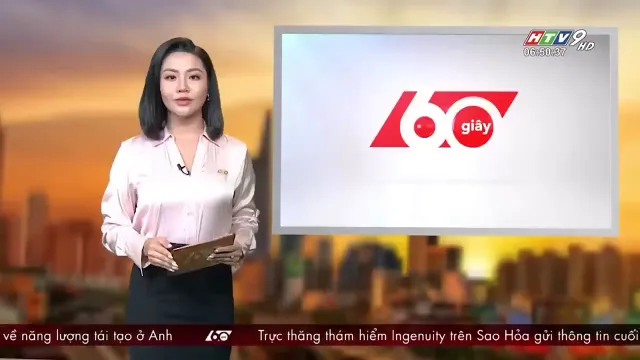 HTV9 HD
06:50:37
60 giây
về năng lượng tái tạo ở Anh 60 Trực thăng thám hiểm Ingenuity trên Sao Hỏa gửi thông tin cuối